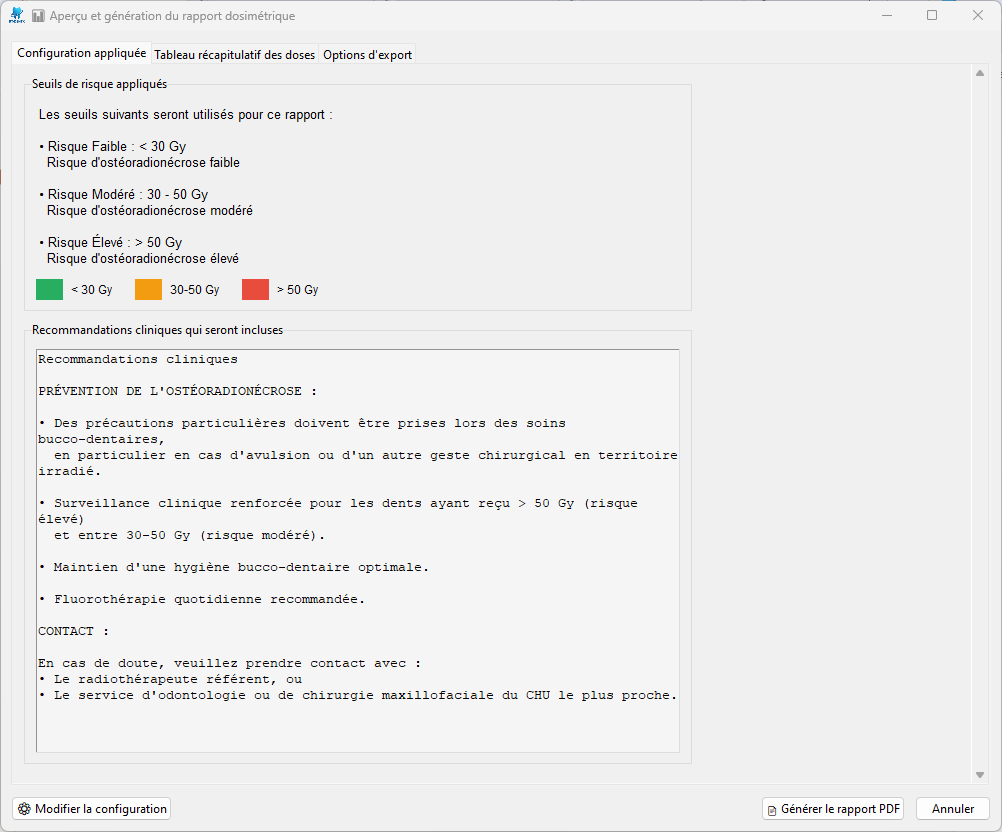 Aperçu et génération du rapport dosimétrique
Configuration appliquée
Tableau récapitulatif des doses
Options d'export
Seuils de risque appliqués
Les seuils suivants seront utilisés pour ce rapport :
• Risque Faible : < 30 Gy
Risque d'ostéoradionécrose faible
• Risque Modéré : 30 - 50 Gy
Risque d'ostéoradionécrose modéré
• Risque Élevé : > 50 Gy
Risque d'ostéoradionécrose élevé
< 30 Gy
30-50 Gy
> 50 Gy
Recommandations cliniques qui seront incluses
Recommandations cliniques
PRÉVENTION DE L'OSTÉORADIONÉCROSE :
• Des précautions particulières doivent être prises lors des soins
bucco-dentaires,
en particulier en cas d'avulsion ou d'un autre geste chirurgical en territoire
irradié.
• Surveillance clinique renforcée pour les dents ayant reçu > 50 Gy (risque
élevé)
et entre 30-50 Gy (risque modéré).
• Maintien d'une hygiène bucco-dentaire optimale.
• Fluorothérapie quotidienne recommandée.
CONTACT :
En cas de doute, veuillez prendre contact avec :
• Le radiothérapeute référent, ou
• Le service d'odontologie ou de chirurgie maxillofaciale du CHU le plus proche.
Modifier la configuration
Générer le rapport PDF
Annuler